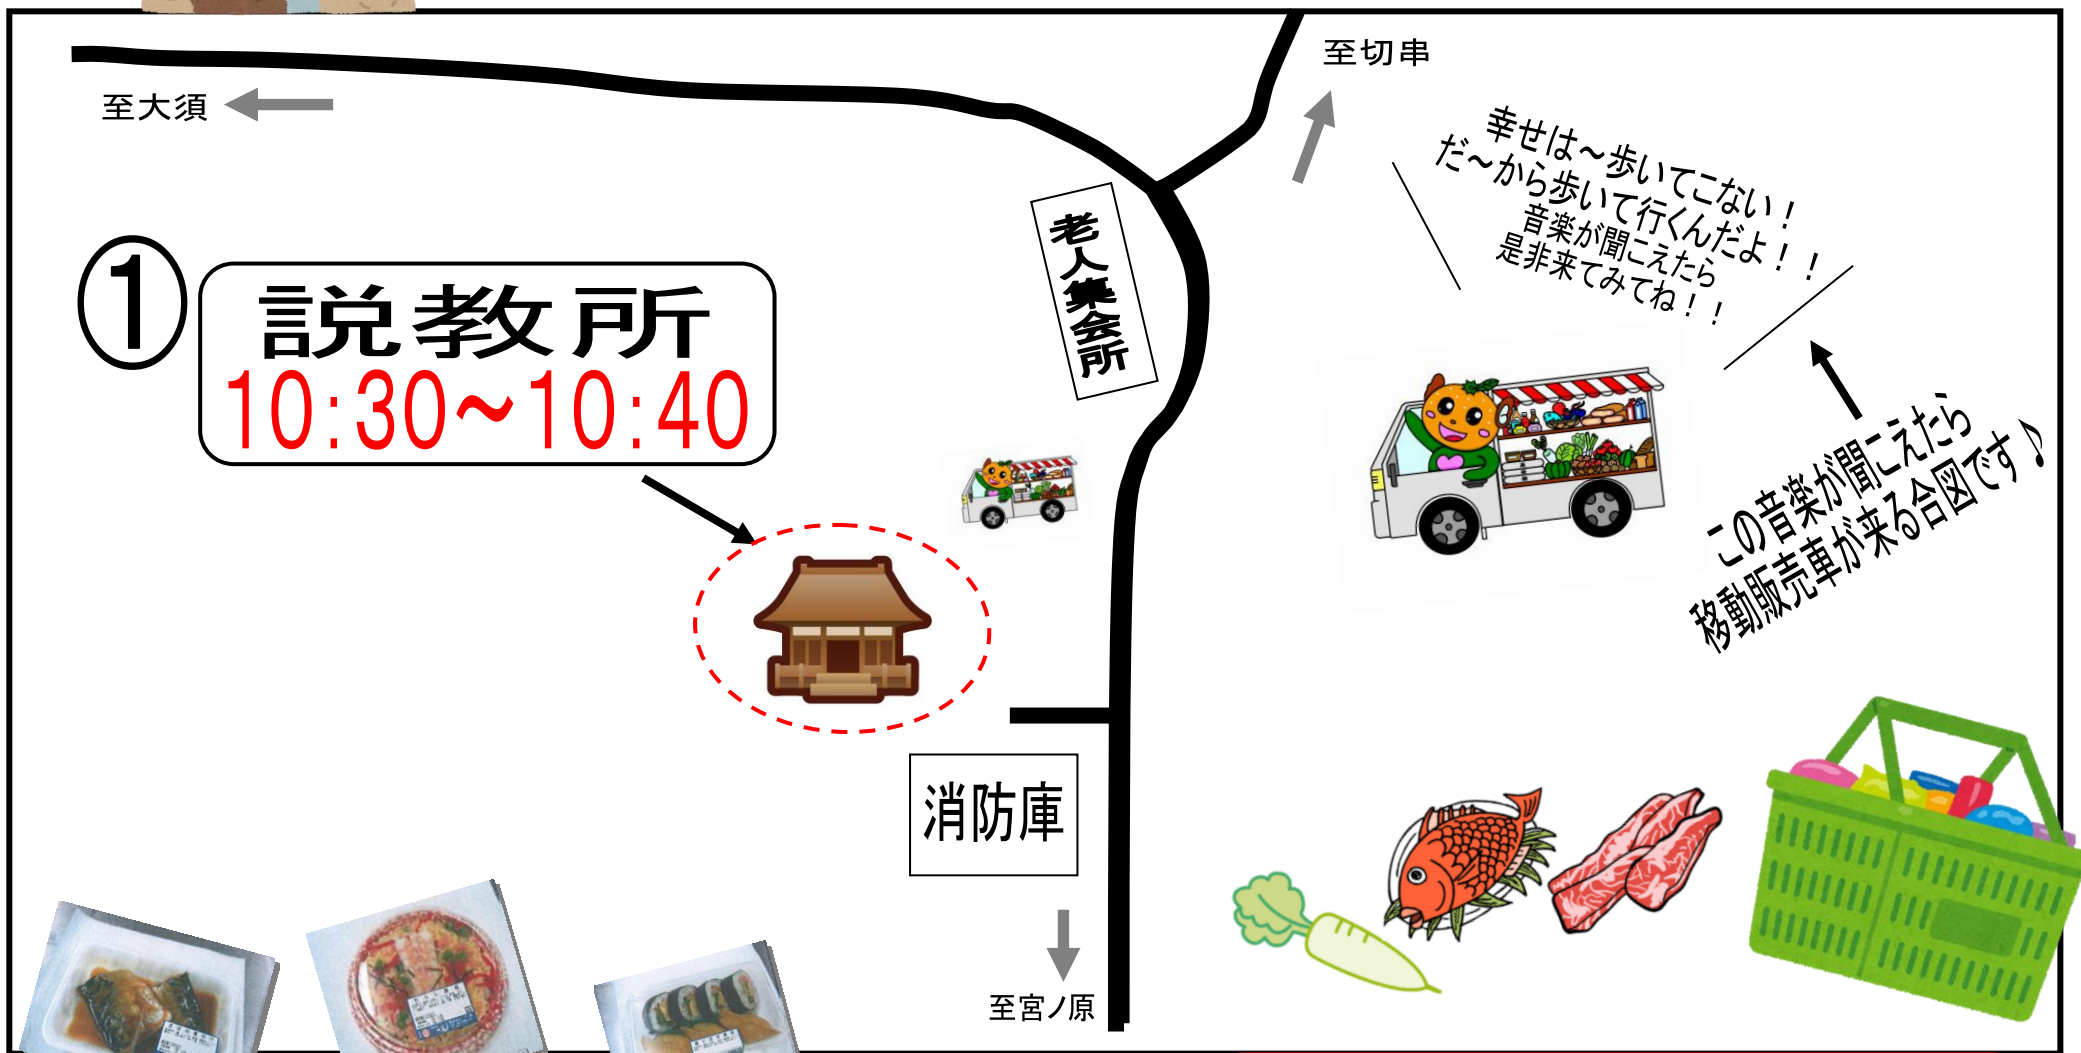 至切串
至大須
幸せは～歩いてこない！
だ～から歩いて行くんだよ！！
音楽が聞こえたら
是非来てみてね！！
老人集会所
①
説教所
10:30～10:40
この音楽が聞こえたら
移動販売車が来る合図です♪
消防庫
至宮ノ原